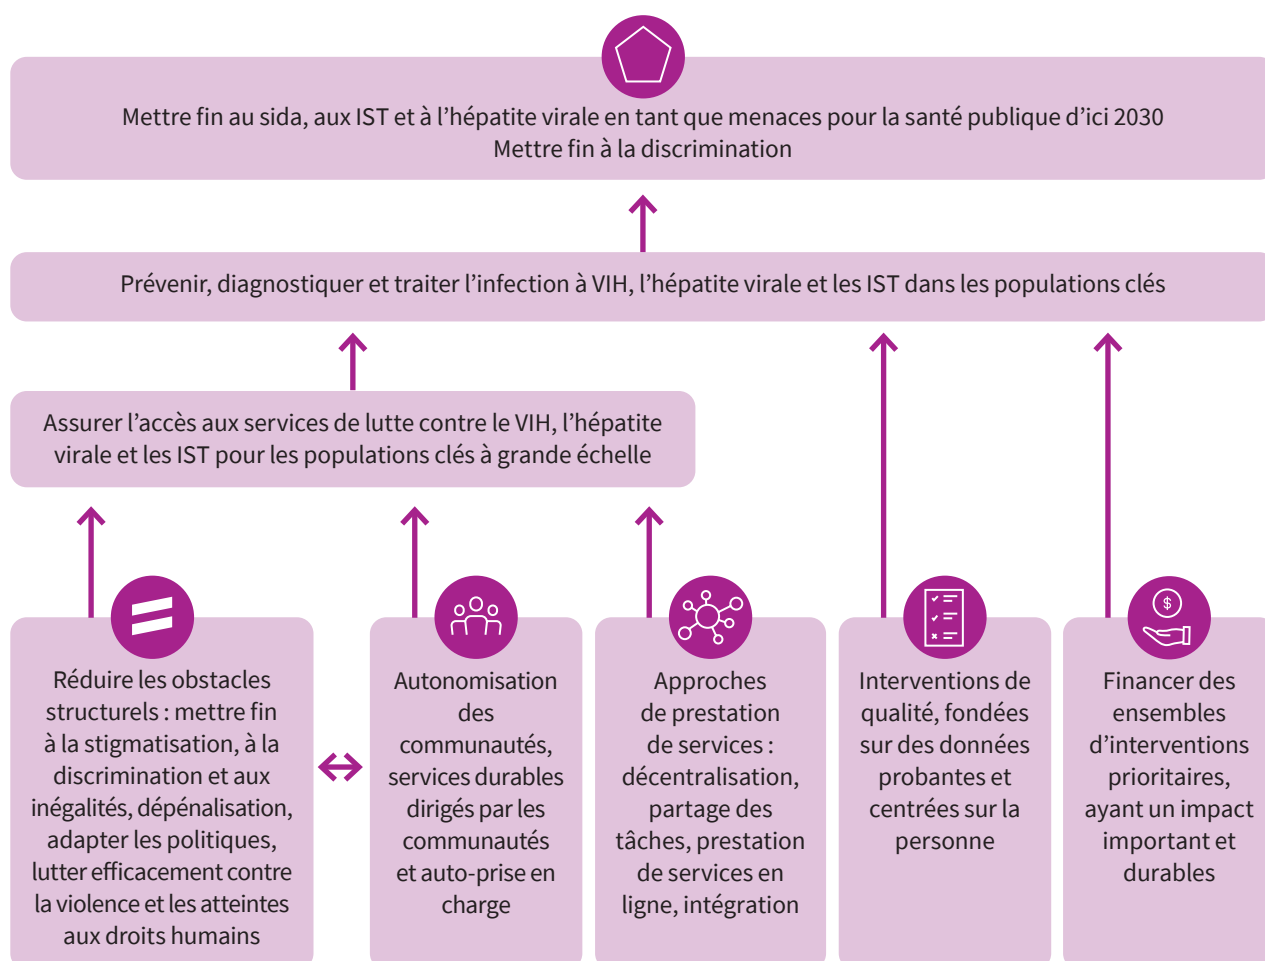 Mettre fin au sida, aux IST et à l’hépatite virale en tant que menaces pour la santé publique d’ici 2030
Mettre fin à la discrimination
Prévenir, diagnostiquer et traiter l’infection à VIH, l’hépatite virale et les IST dans les populations clés
Assurer l’accès aux services de lutte contre le VIH, l’hépatite
virale et les IST pour les populations clés à grande échelle
Réduire les obstacles
structurels : mettre fin
à la stigmatisation, à la
discrimination et aux
inégalités, dépénalisation,
adapter les politiques,
lutter efficacement contre
la violence et les atteintes
aux droits humains
Autonomisation
des
communautés,
services durables
dirigés par les
communautés
et auto-prise en
charge
Approches
de prestation
de services :
décentralisation,
partage des
tâches, prestation
de services en
ligne, intégration
Interventions de
qualité, fondées
sur des données
probantes et
centrées sur la
personne
$
Financer des
ensembles
d’interventions
prioritaires,
ayant un impact
important et
durables